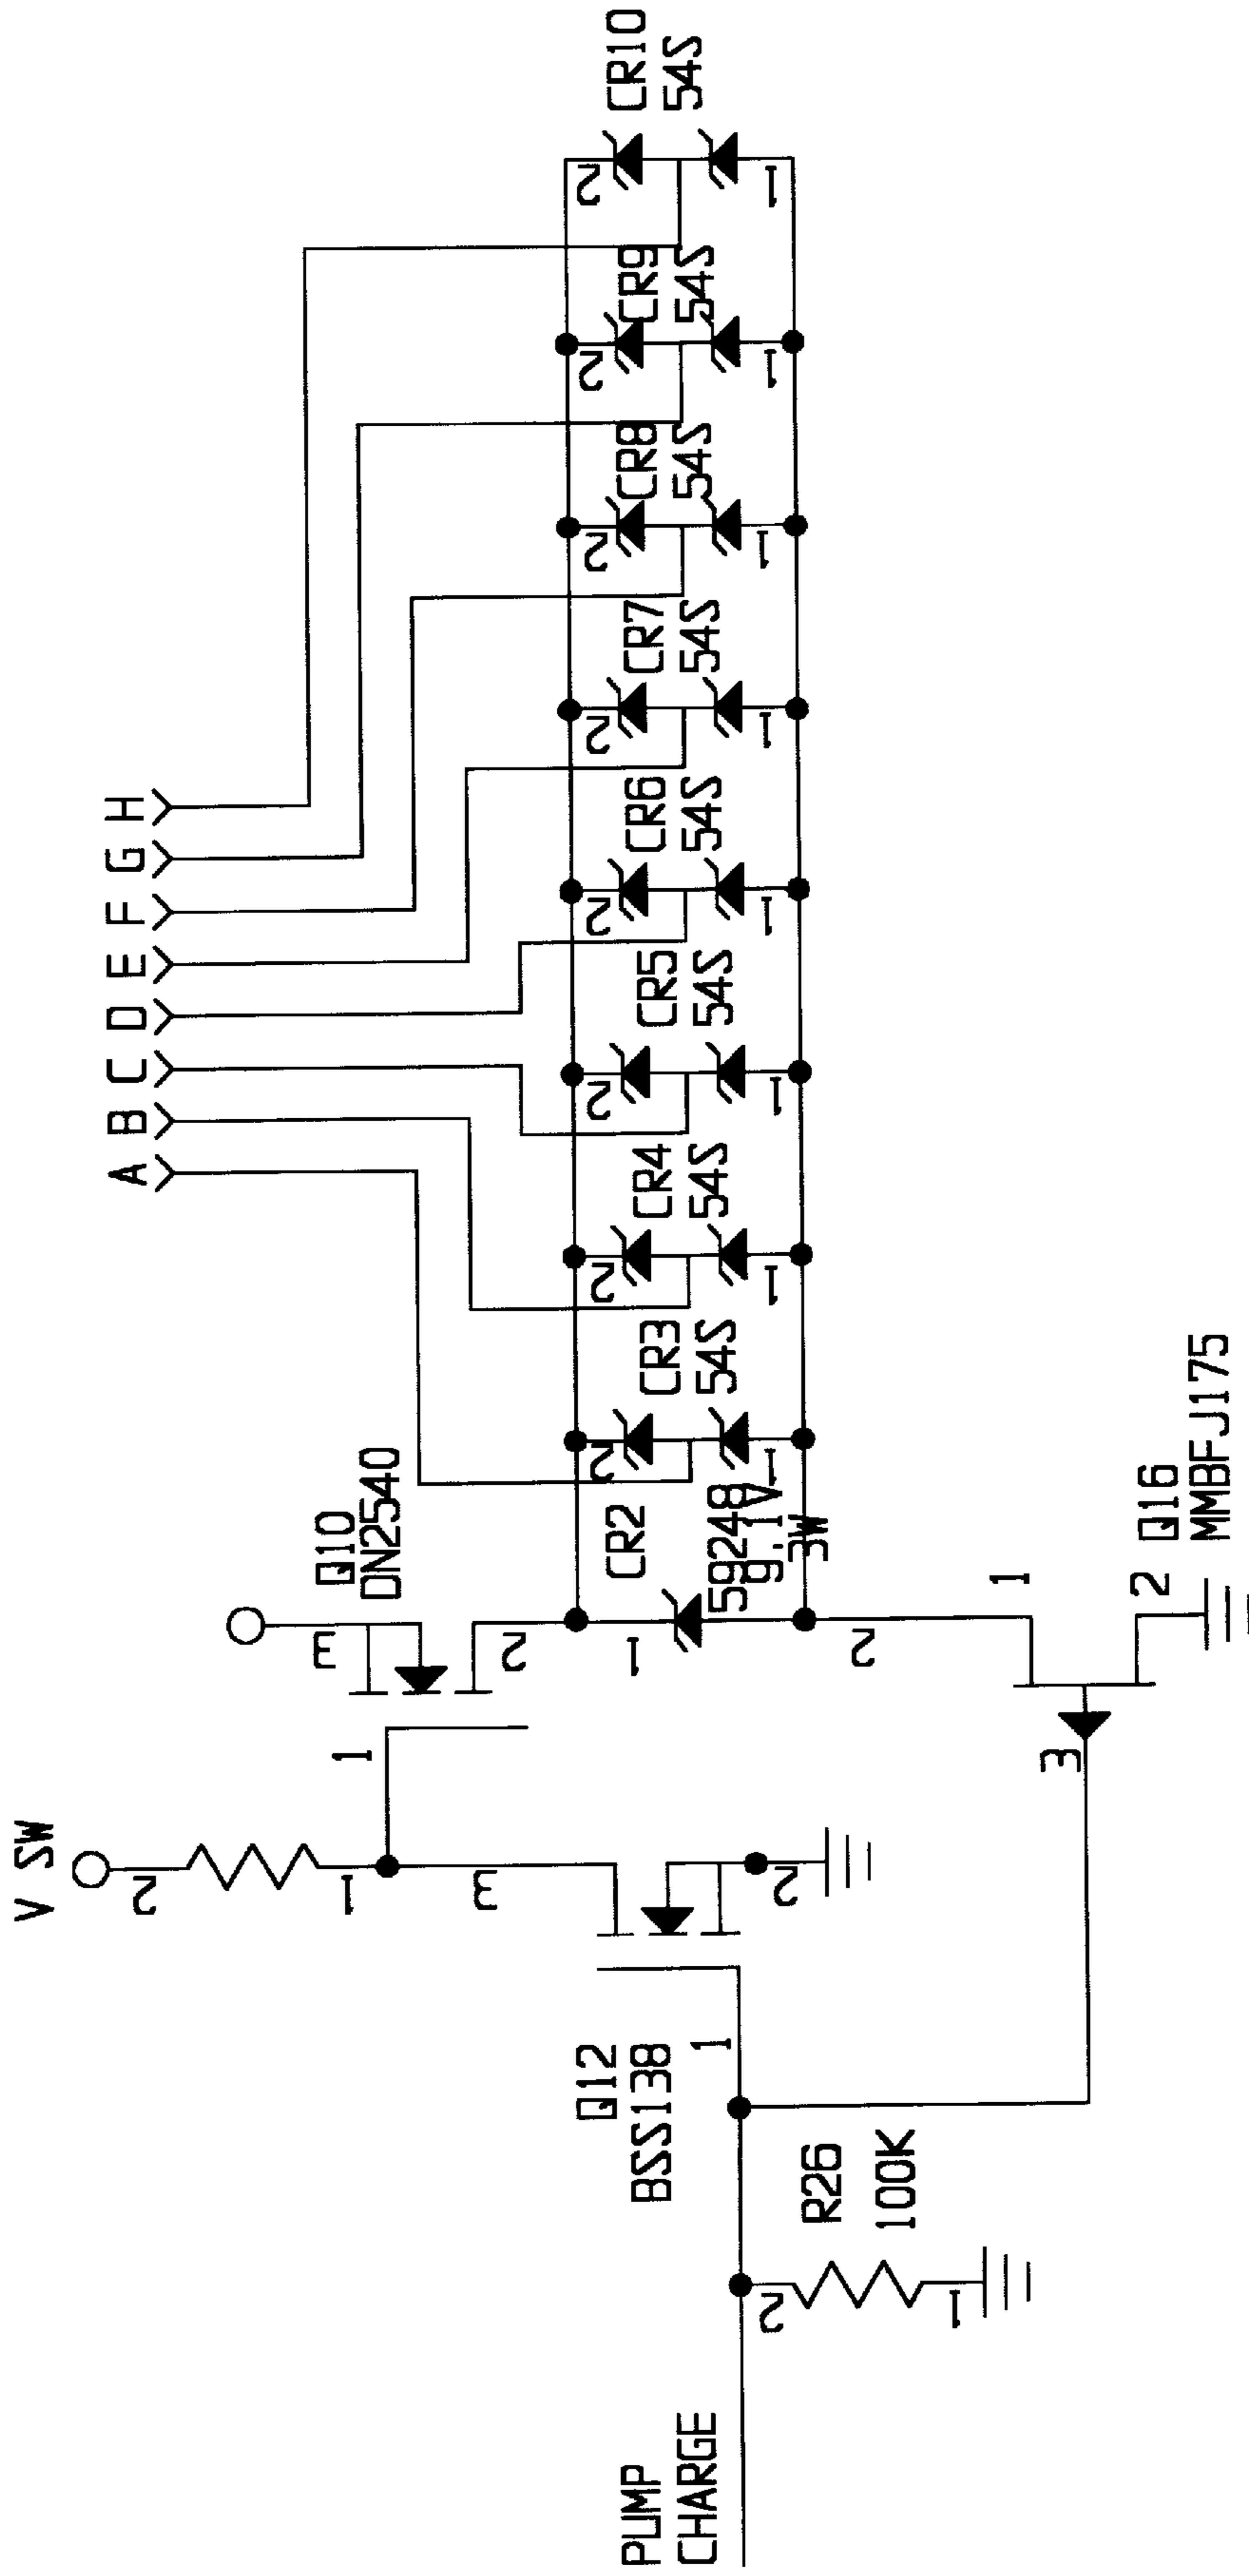 PUMP
CHARGE
2
1
R26
100K
Q12
BSS138
1
3
2
V SW
2
1
1
3
2
Q10
DN2540
CR2
1
2
5924B
9.1V
3W
3
1
2
Q16
MMBFJ175
A
B
C
D
E
F
G
H
CR3
54S
2
1
CR4
54S
2
1
CR5
54S
2
1
CR6
54S
2
1
CR7
54S
2
1
CR8
54S
2
1
CR9
54S
2
1
CR10
54S
2
1